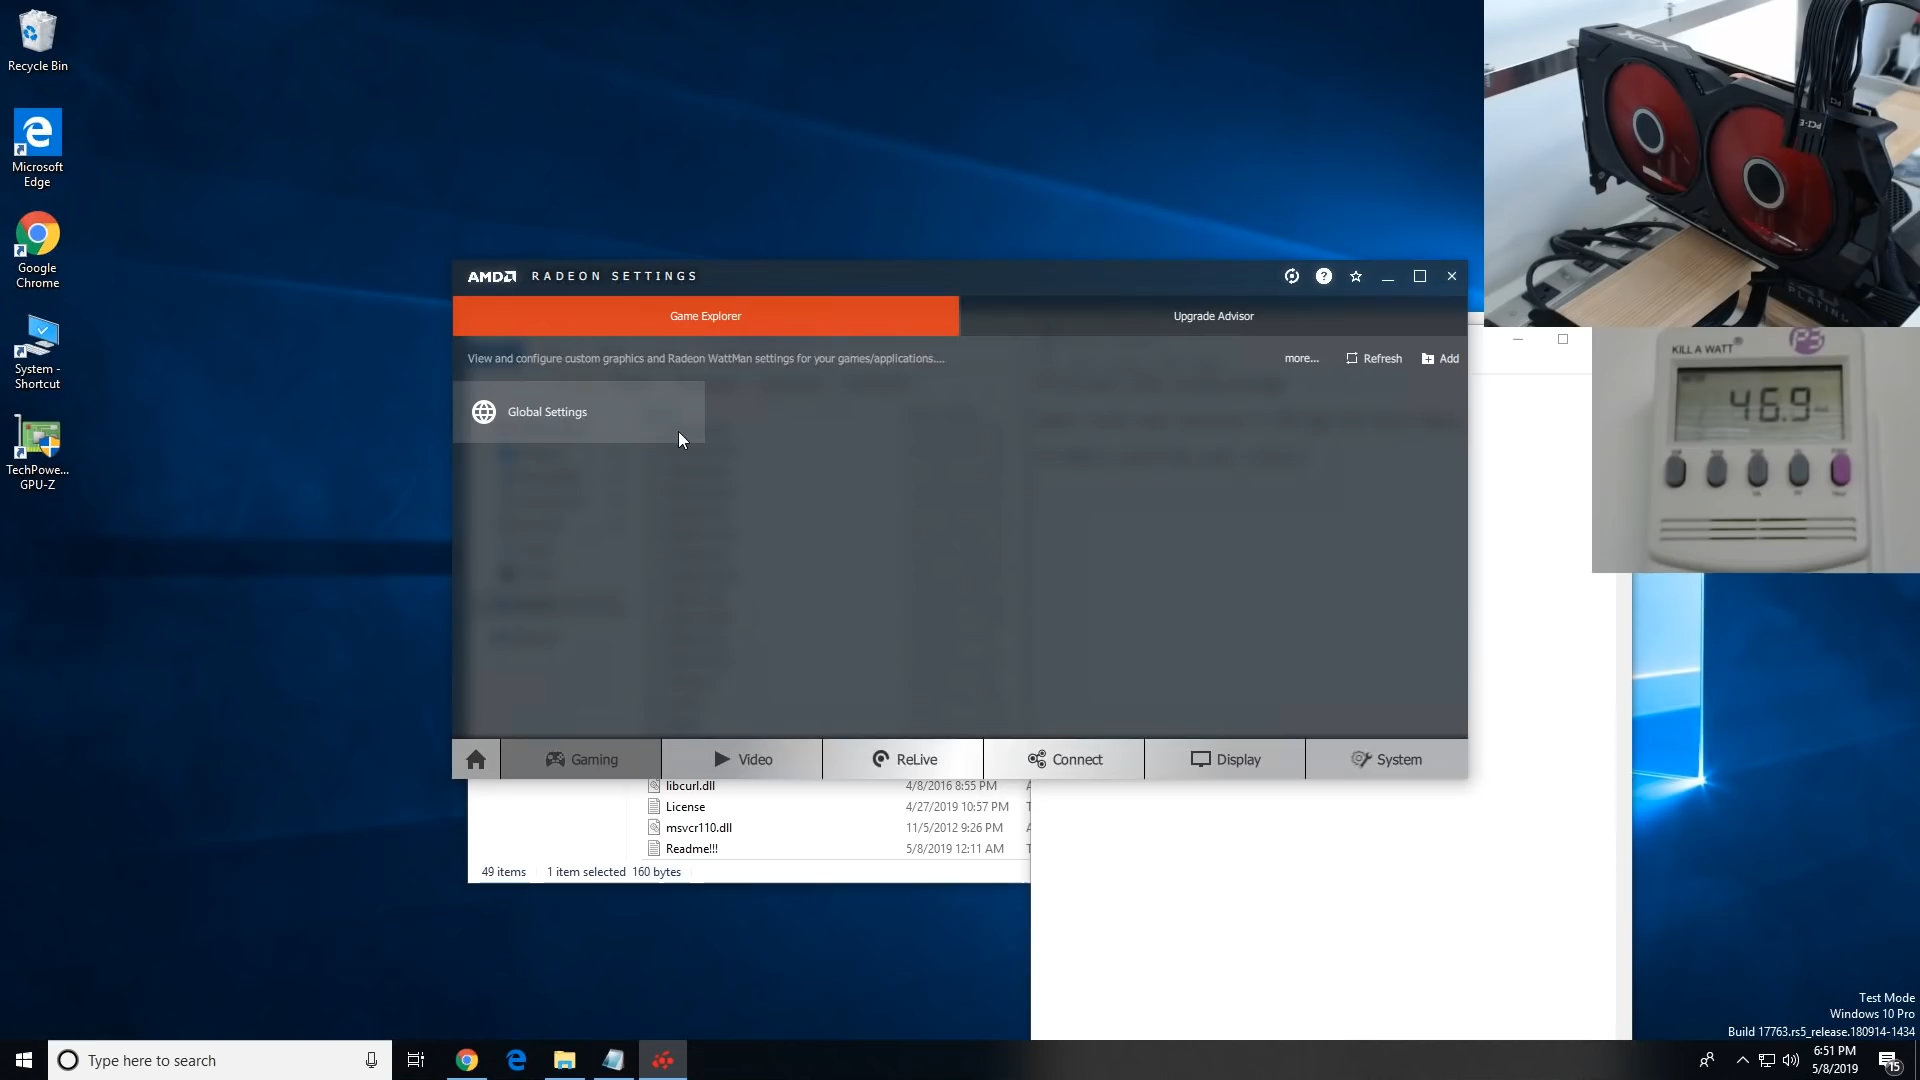 Recycle Bin
Microsoft
Edge
Google
Chrome
System -
Shortcut
TechPowe...
GPU-Z
AMD RADEON SETTINGS
Game Explorer
Upgrade Advisor
View and configure custom graphics and Radeon WattMan settings for your games/applications....
more...
Refresh
Add
Global Settings
Gaming
Video
ReLive
Connect
Display
System
libcurl.dll 4/8/2016 8:55 PM A
License 4/27/2019 10:57 PM T
msvcr110.dll 11/5/2012 9:26 PM A
Readme!!! 5/8/2019 12:11 AM T
49 items 1 item selected 160 bytes
XFX
PCI-E
PLATINU
KILL A WATT®
P3
46.9
Test Mode
Windows 10 Pro
Build 17763.rs5_release.180914-1434
Type here to search
6:51 PM
5/8/2019
15